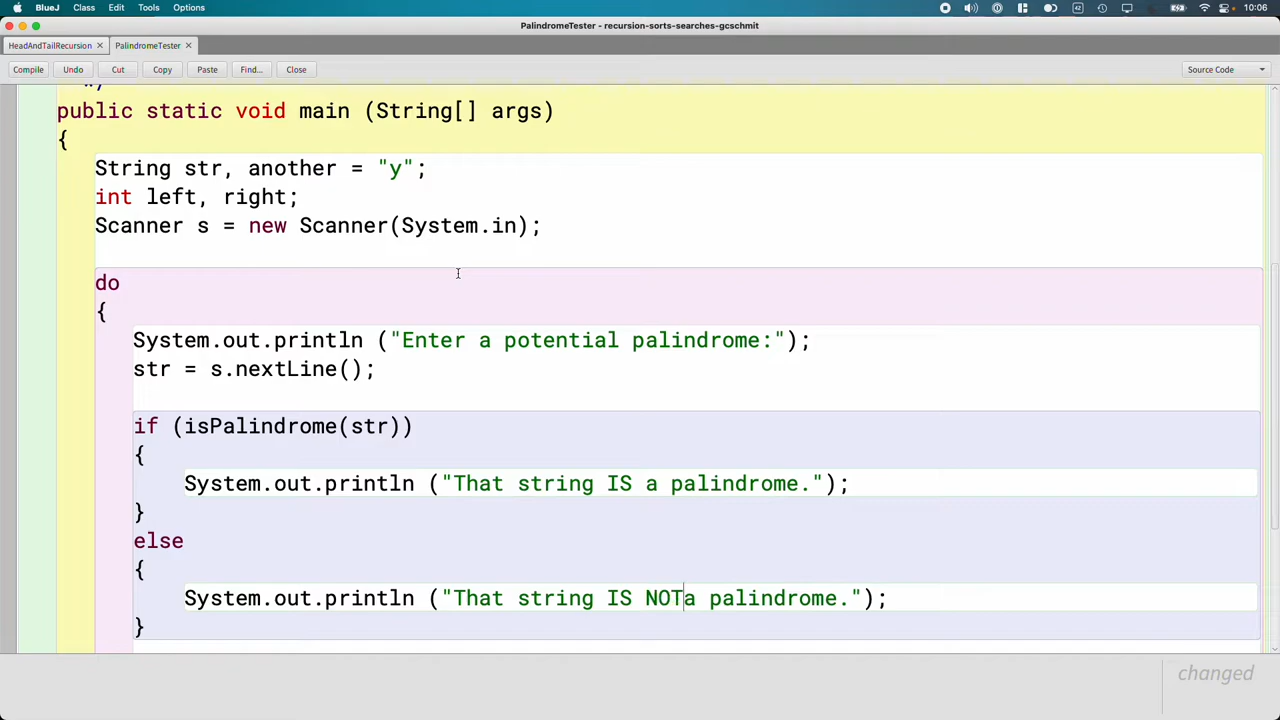 BlueJ Class Edit Tools Options 42 10:06
PalindromeTester - recursion-sorts-searches-gcschmit
HeadAndTailRecursion × PalindromeTester ×
Compile Undo Cut Copy Paste Find... Close Source Code
*/
public static void main (String[] args)
{
String str, another = "y";
int left, right;
Scanner s = new Scanner(System.in);
do
{
System.out.println ("Enter a potential palindrome:");
str = s.nextLine();
if (isPalindrome(str))
{
System.out.println ("That string IS a palindrome.");
}
else
{
System.out.println ("That string IS NOTa palindrome.");
}
changed